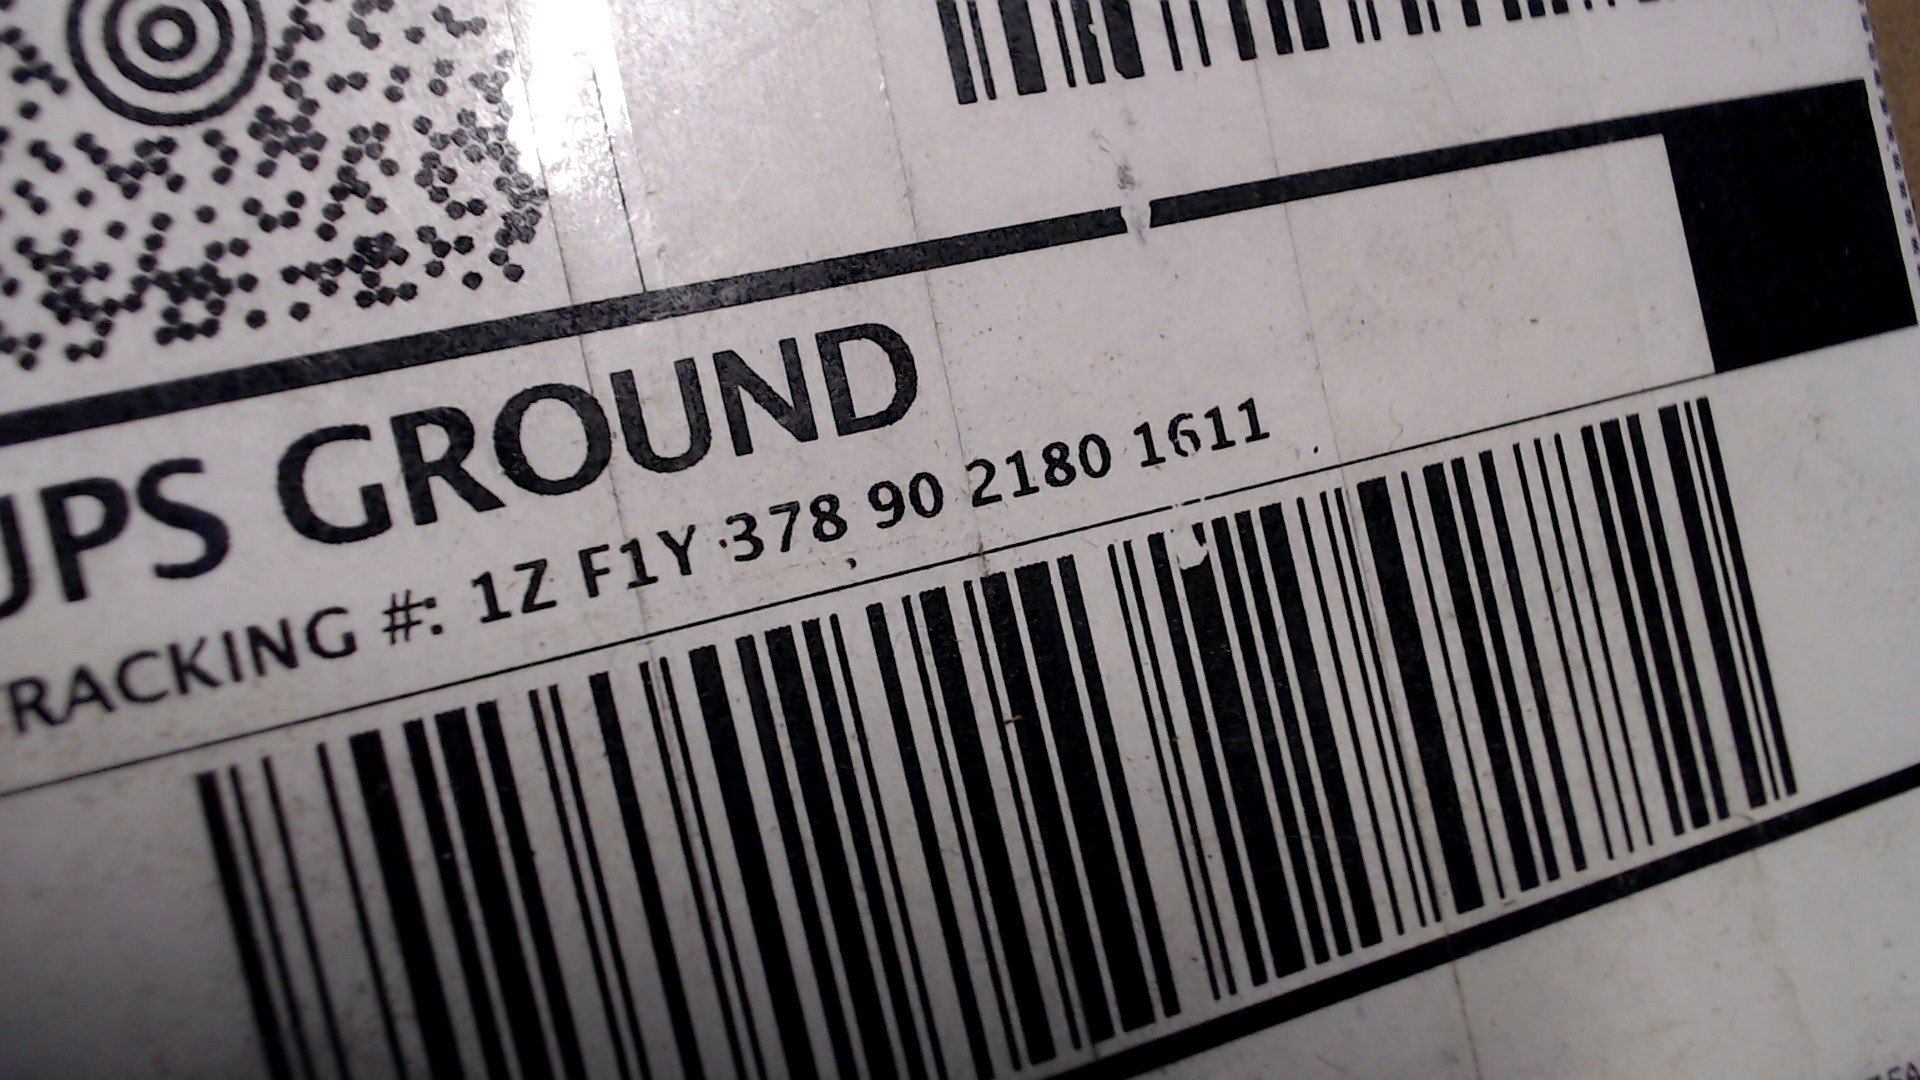 UPS GROUND
TRACKING #: 1Z F1Y 378 90 2180 1611